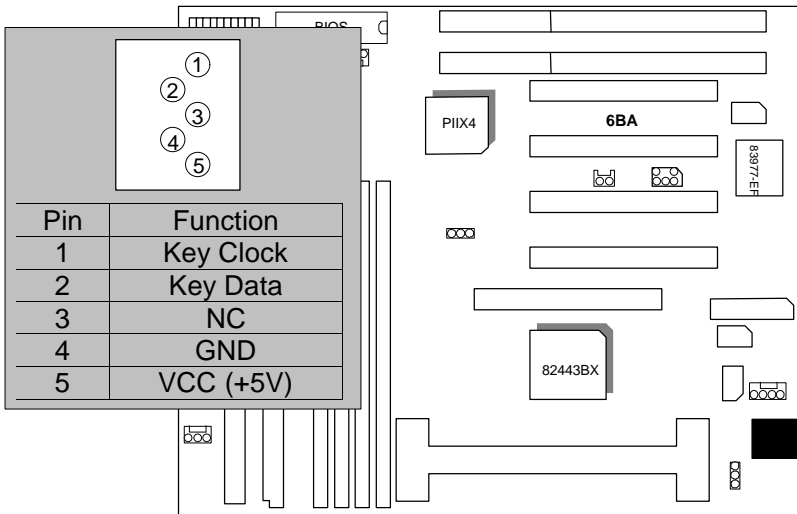 BIOS
1
2
3
4
5
Pin Function
1 Key Clock
2 Key Data
3 NC
4 GND
5 VCC (+5V)
PIIX4
6BA
83977-EF
82443BX